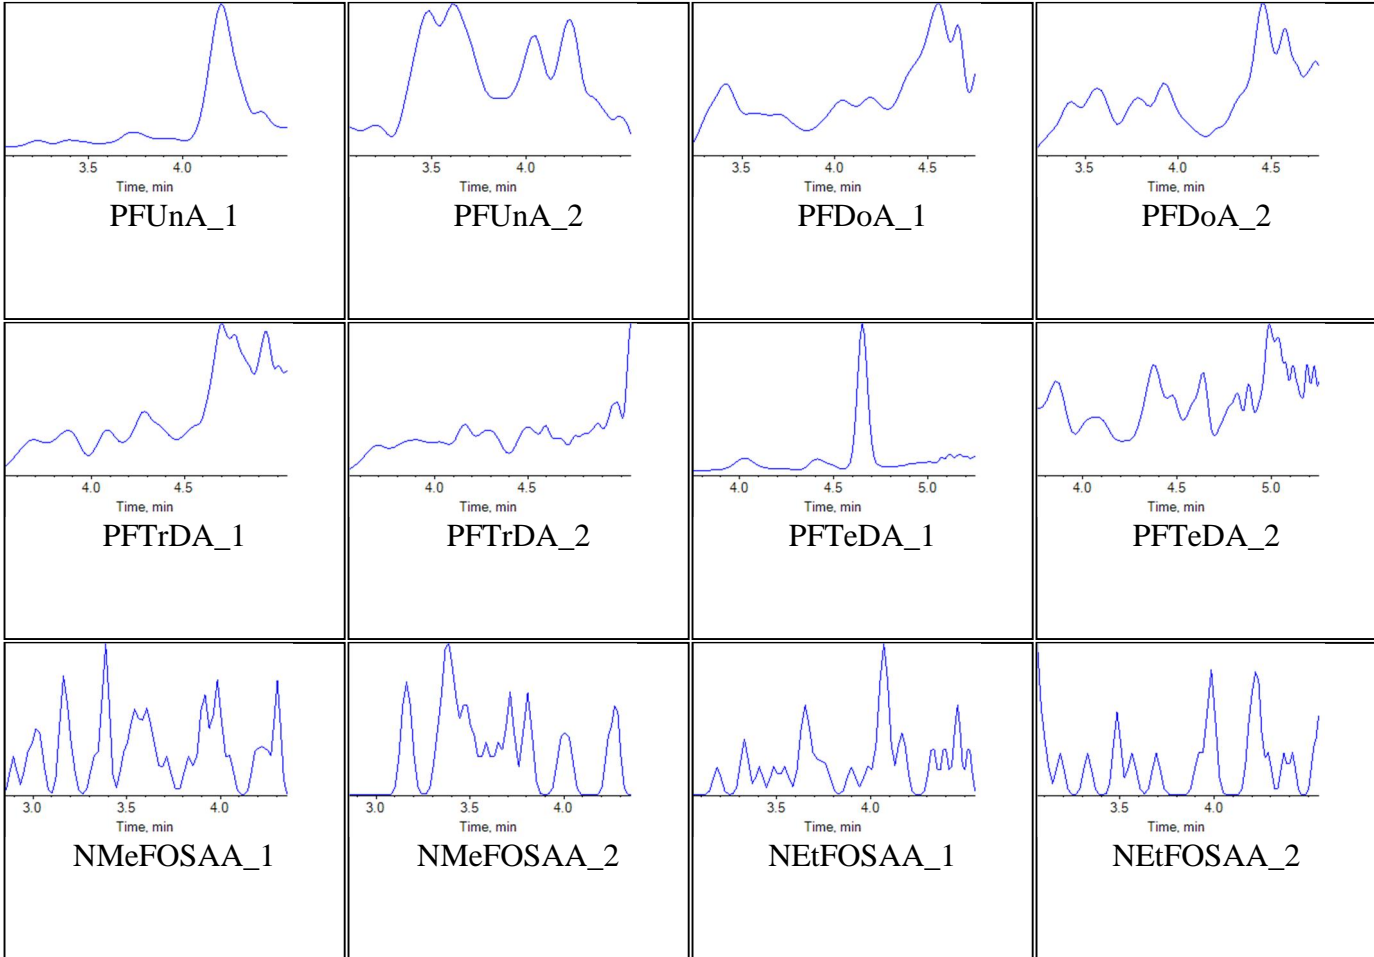 3.5 4.0
Time, min
PFUnA_1
3.5 4.0
Time, min
PFUnA_2
3.5 4.0 4.5
Time, min
PFDoA_1
3.5 4.0 4.5
Time, min
PFDoA_2
4.0 4.5
Time, min
PFTrDA_1
4.0 4.5
Time, min
PFTrDA_2
4.0 4.5 5.0
Time, min
PFTeDA_1
4.0 4.5 5.0
Time, min
PFTeDA_2
3.0 3.5 4.0
Time, min
NMeFOSAA_1
3.0 3.5 4.0
Time, min
NMeFOSAA_2
3.5 4.0
Time, min
NEtFOSAA_1
3.5 4.0
Time, min
NEtFOSAA_2